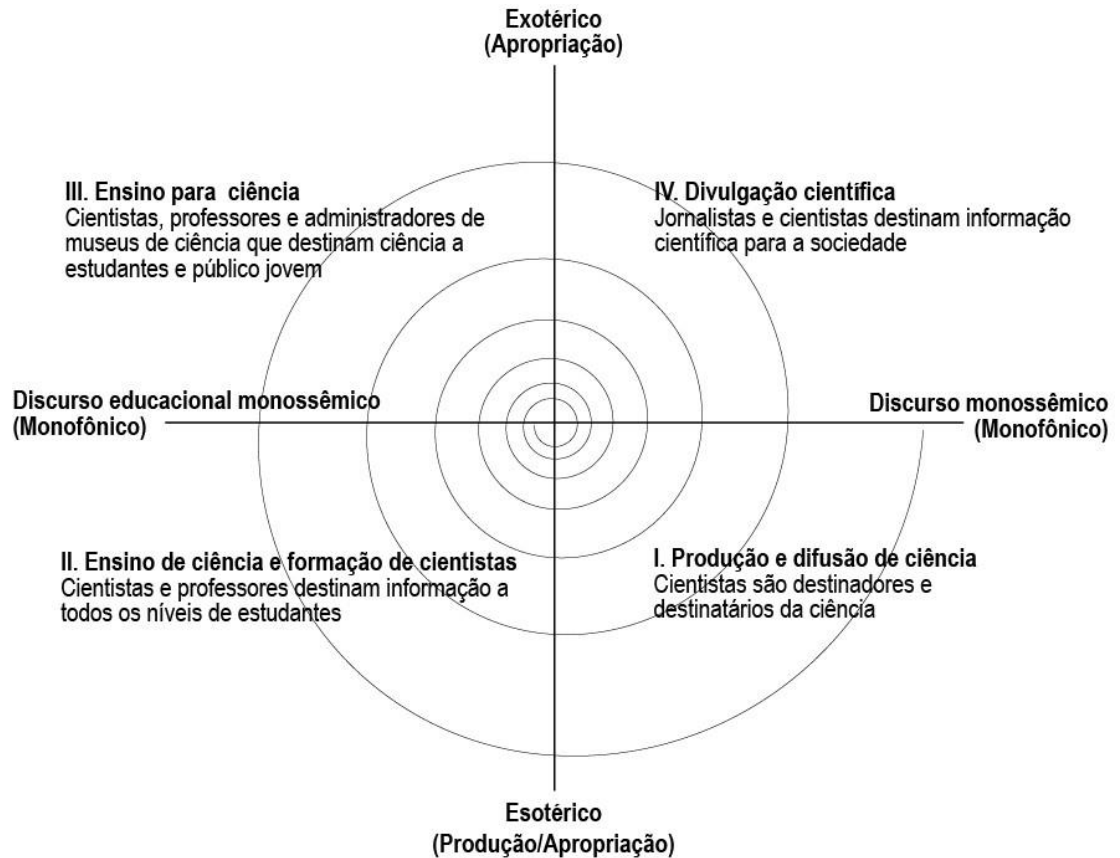 Exotérico
(Apropriação)
III. Ensino para ciência
Cientistas, professores e administradores de
museus de ciência que destinam ciência a
estudantes e público jovem
IV. Divulgação científica
Jornalistas e cientistas destinam informação
científica para a sociedade
Discurso educacional monossêmico
(Monofônico)
Discurso monossêmico
(Monofônico)
II. Ensino de ciência e formação de cientistas
Cientistas e professores destinam informação a
todos os níveis de estudantes
I. Produção e difusão de ciência
Cientistas são destinadores e
destinatários da ciência
Esotérico
(Produção/Apropriação)